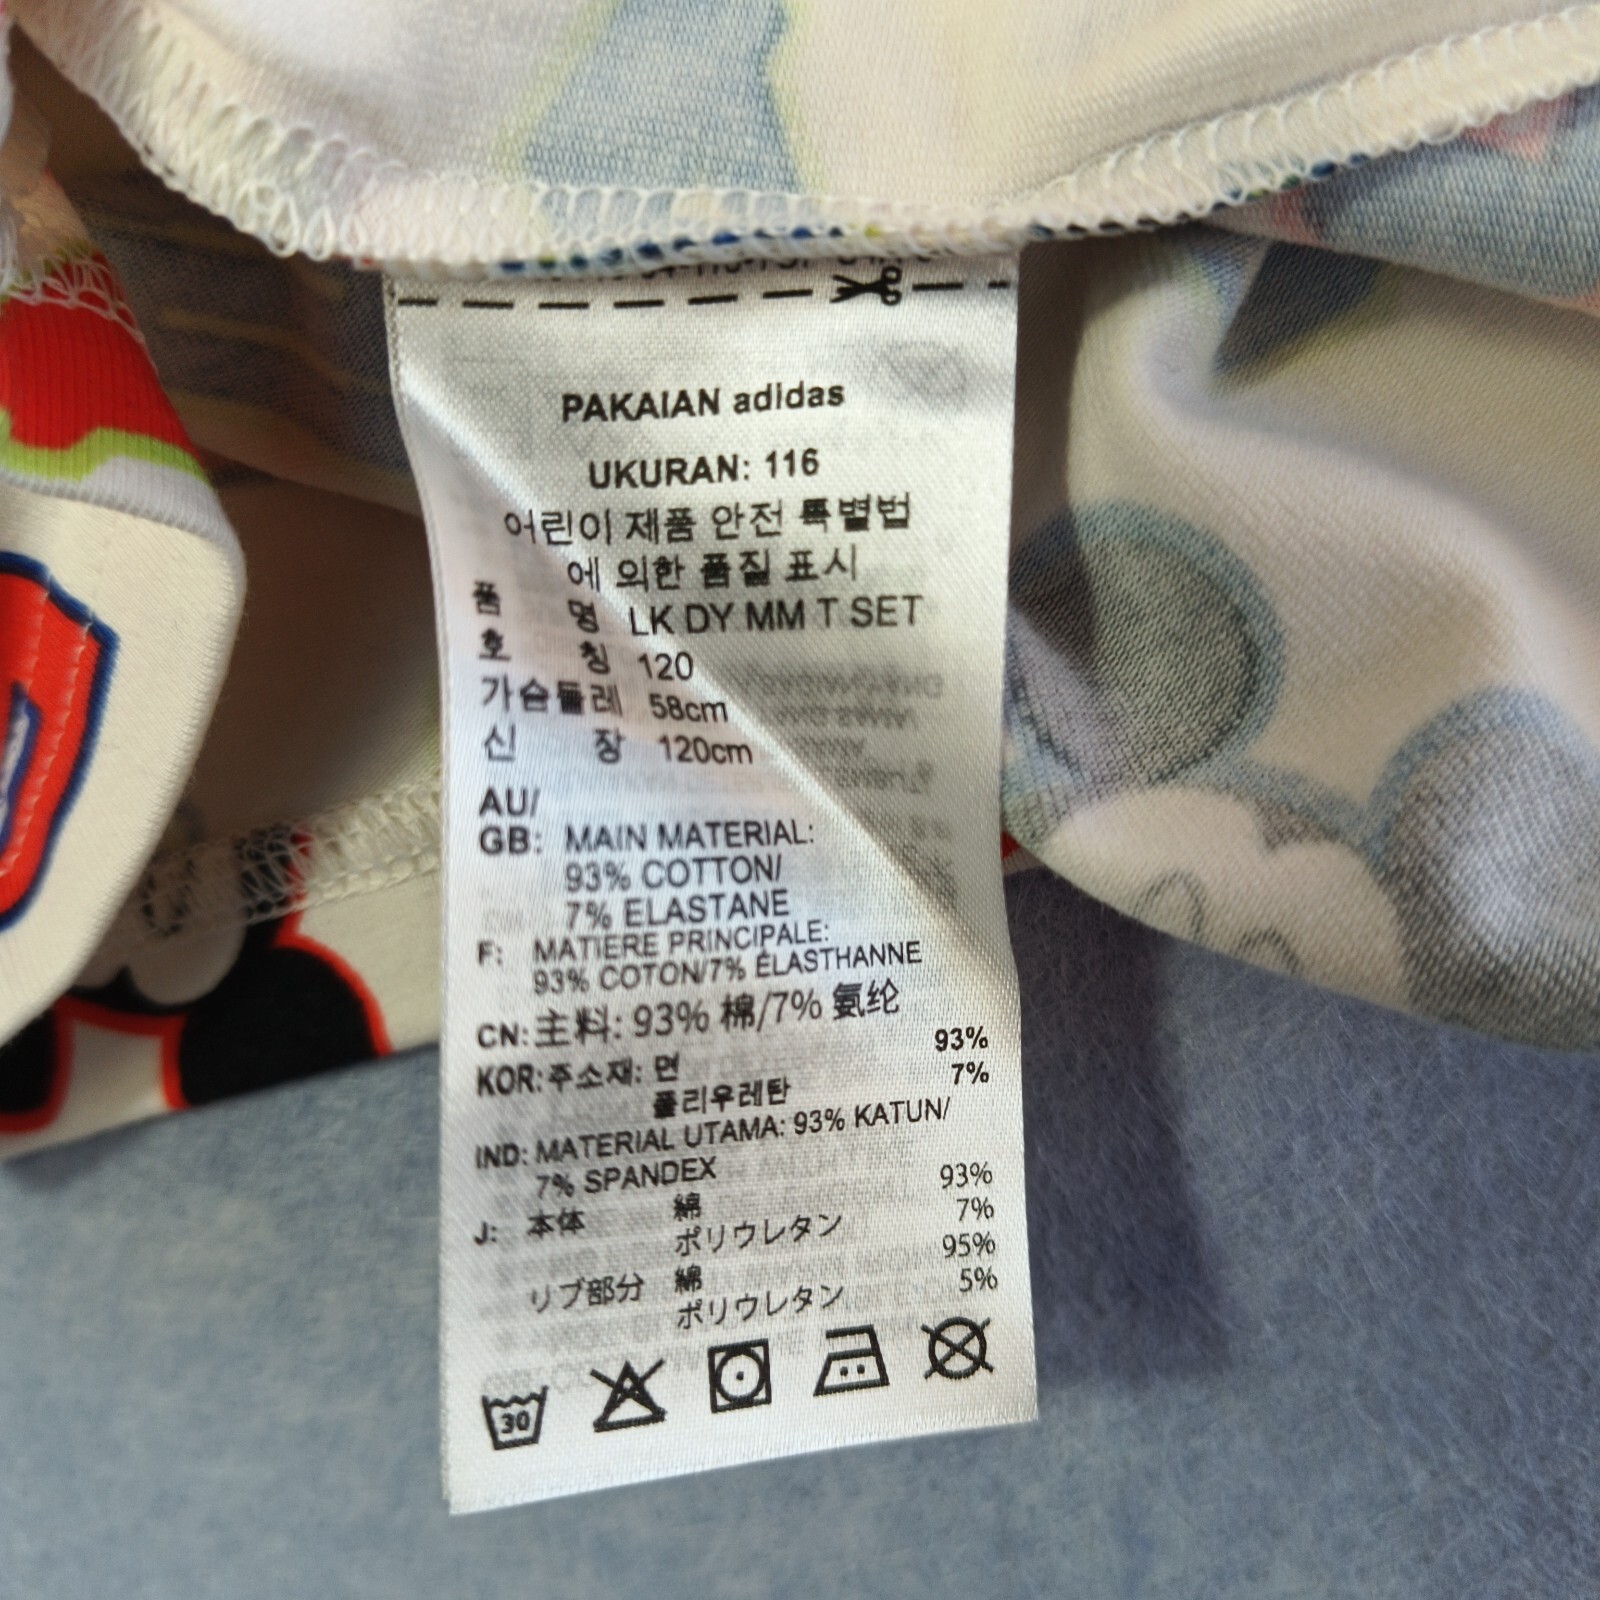 PAKAIAN adidas
UKURAN: 116
어린이 제품 안전 특별법
에 의한 품질 표시
품 명 LK DY MM T SET
호 칭 120
가슴둘레 58cm
신 장 120cm
AU/
GB: MAIN MATERIAL:
93% COTTON/
7% ELASTANE
F: MATIERE PRINCIPALE:
93% COTON/7% ÉLASTHANNE
CN: 主料: 93% 棉/7% 氨纶
KOR: 주소재: 면 93%
폴리우레탄 7%
IND: MATERIAL UTAMA: 93% KATUN/
7% SPANDEX
J: 本体 綿 93%
ポリウレタン 7%
リブ部分 綿 95%
ポリウレタン 5%
30